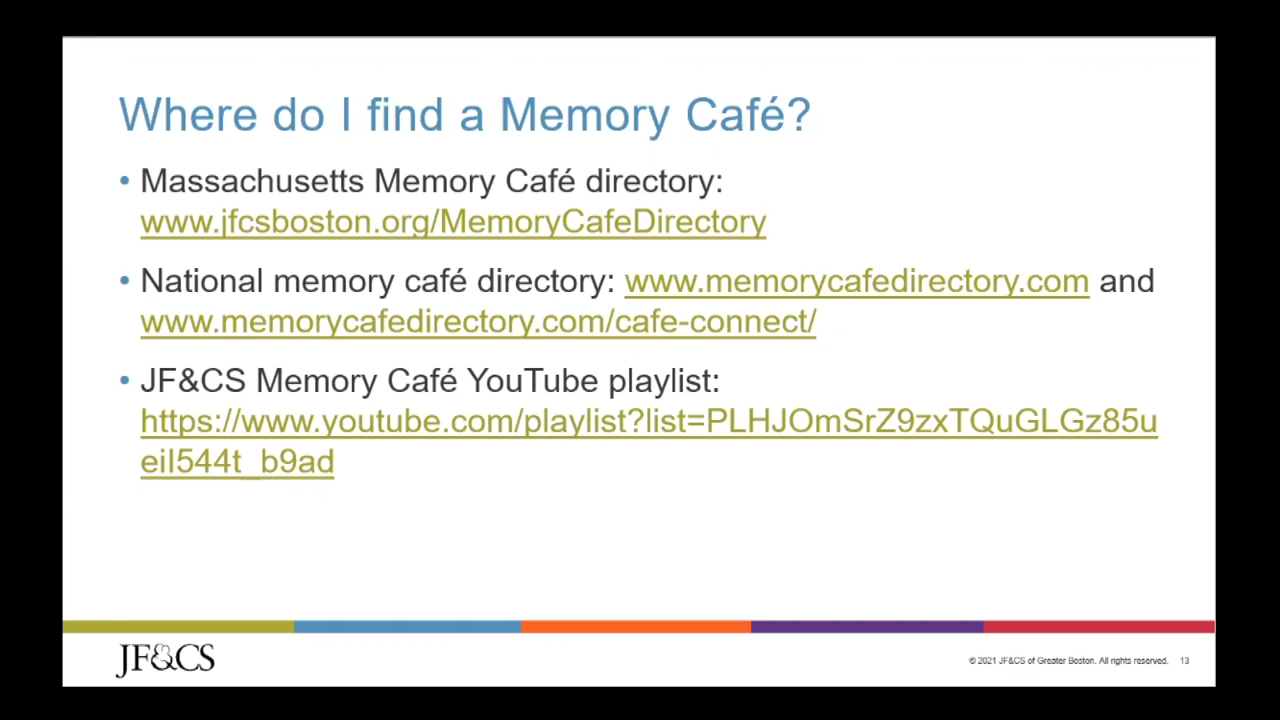 Where do I find a Memory Café?
• Massachusetts Memory Café directory:
www.jfcsboston.org/MemoryCafeDirectory
• National memory café directory: www.memorycafedirectory.com and
www.memorycafedirectory.com/cafe-connect/
• JF&CS Memory Café YouTube playlist:
https://www.youtube.com/playlist?list=PLHJOmSrZ9zxTQuGLGz85u
eiI544t_b9ad
JF&CS
© 2021 JF&CS of Greater Boston. All rights reserved. 13